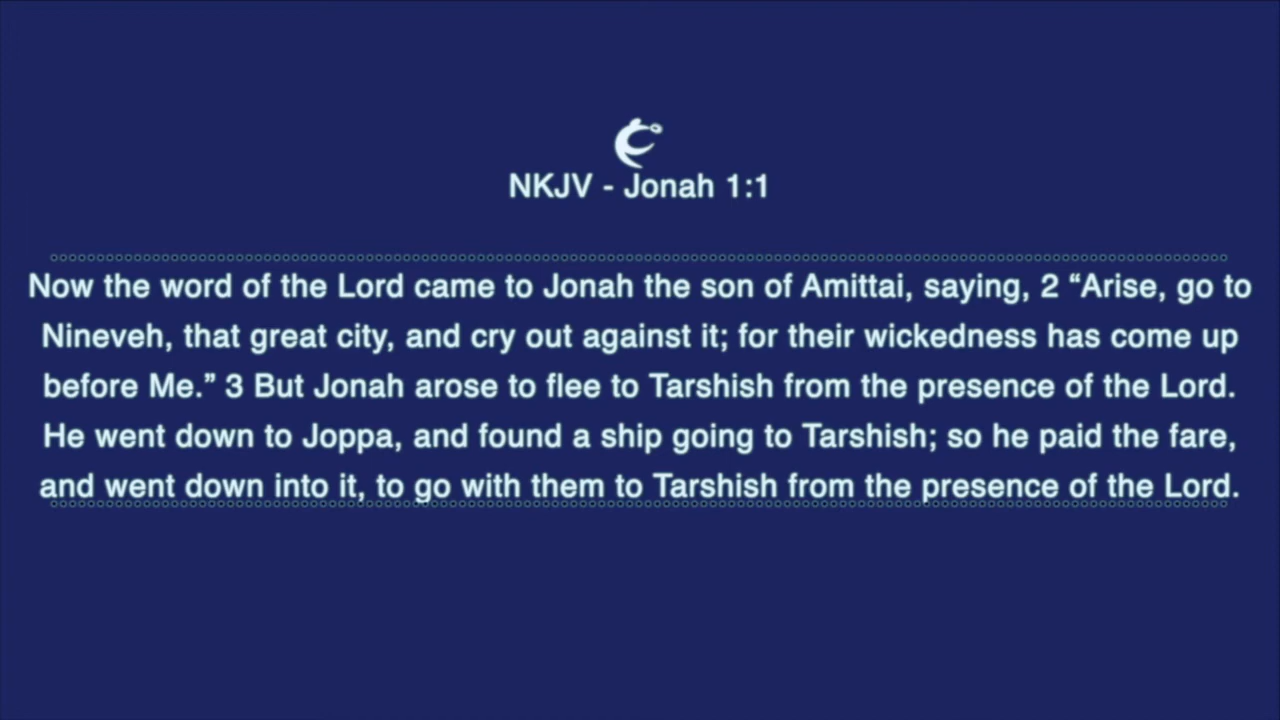 NKJV - Jonah 1:1
Now the word of the Lord came to Jonah the son of Amittai, saying, 2 “Arise, go to
Nineveh, that great city, and cry out against it; for their wickedness has come up
before Me.” 3 But Jonah arose to flee to Tarshish from the presence of the Lord.
He went down to Joppa, and found a ship going to Tarshish; so he paid the fare,
and went down into it, to go with them to Tarshish from the presence of the Lord.